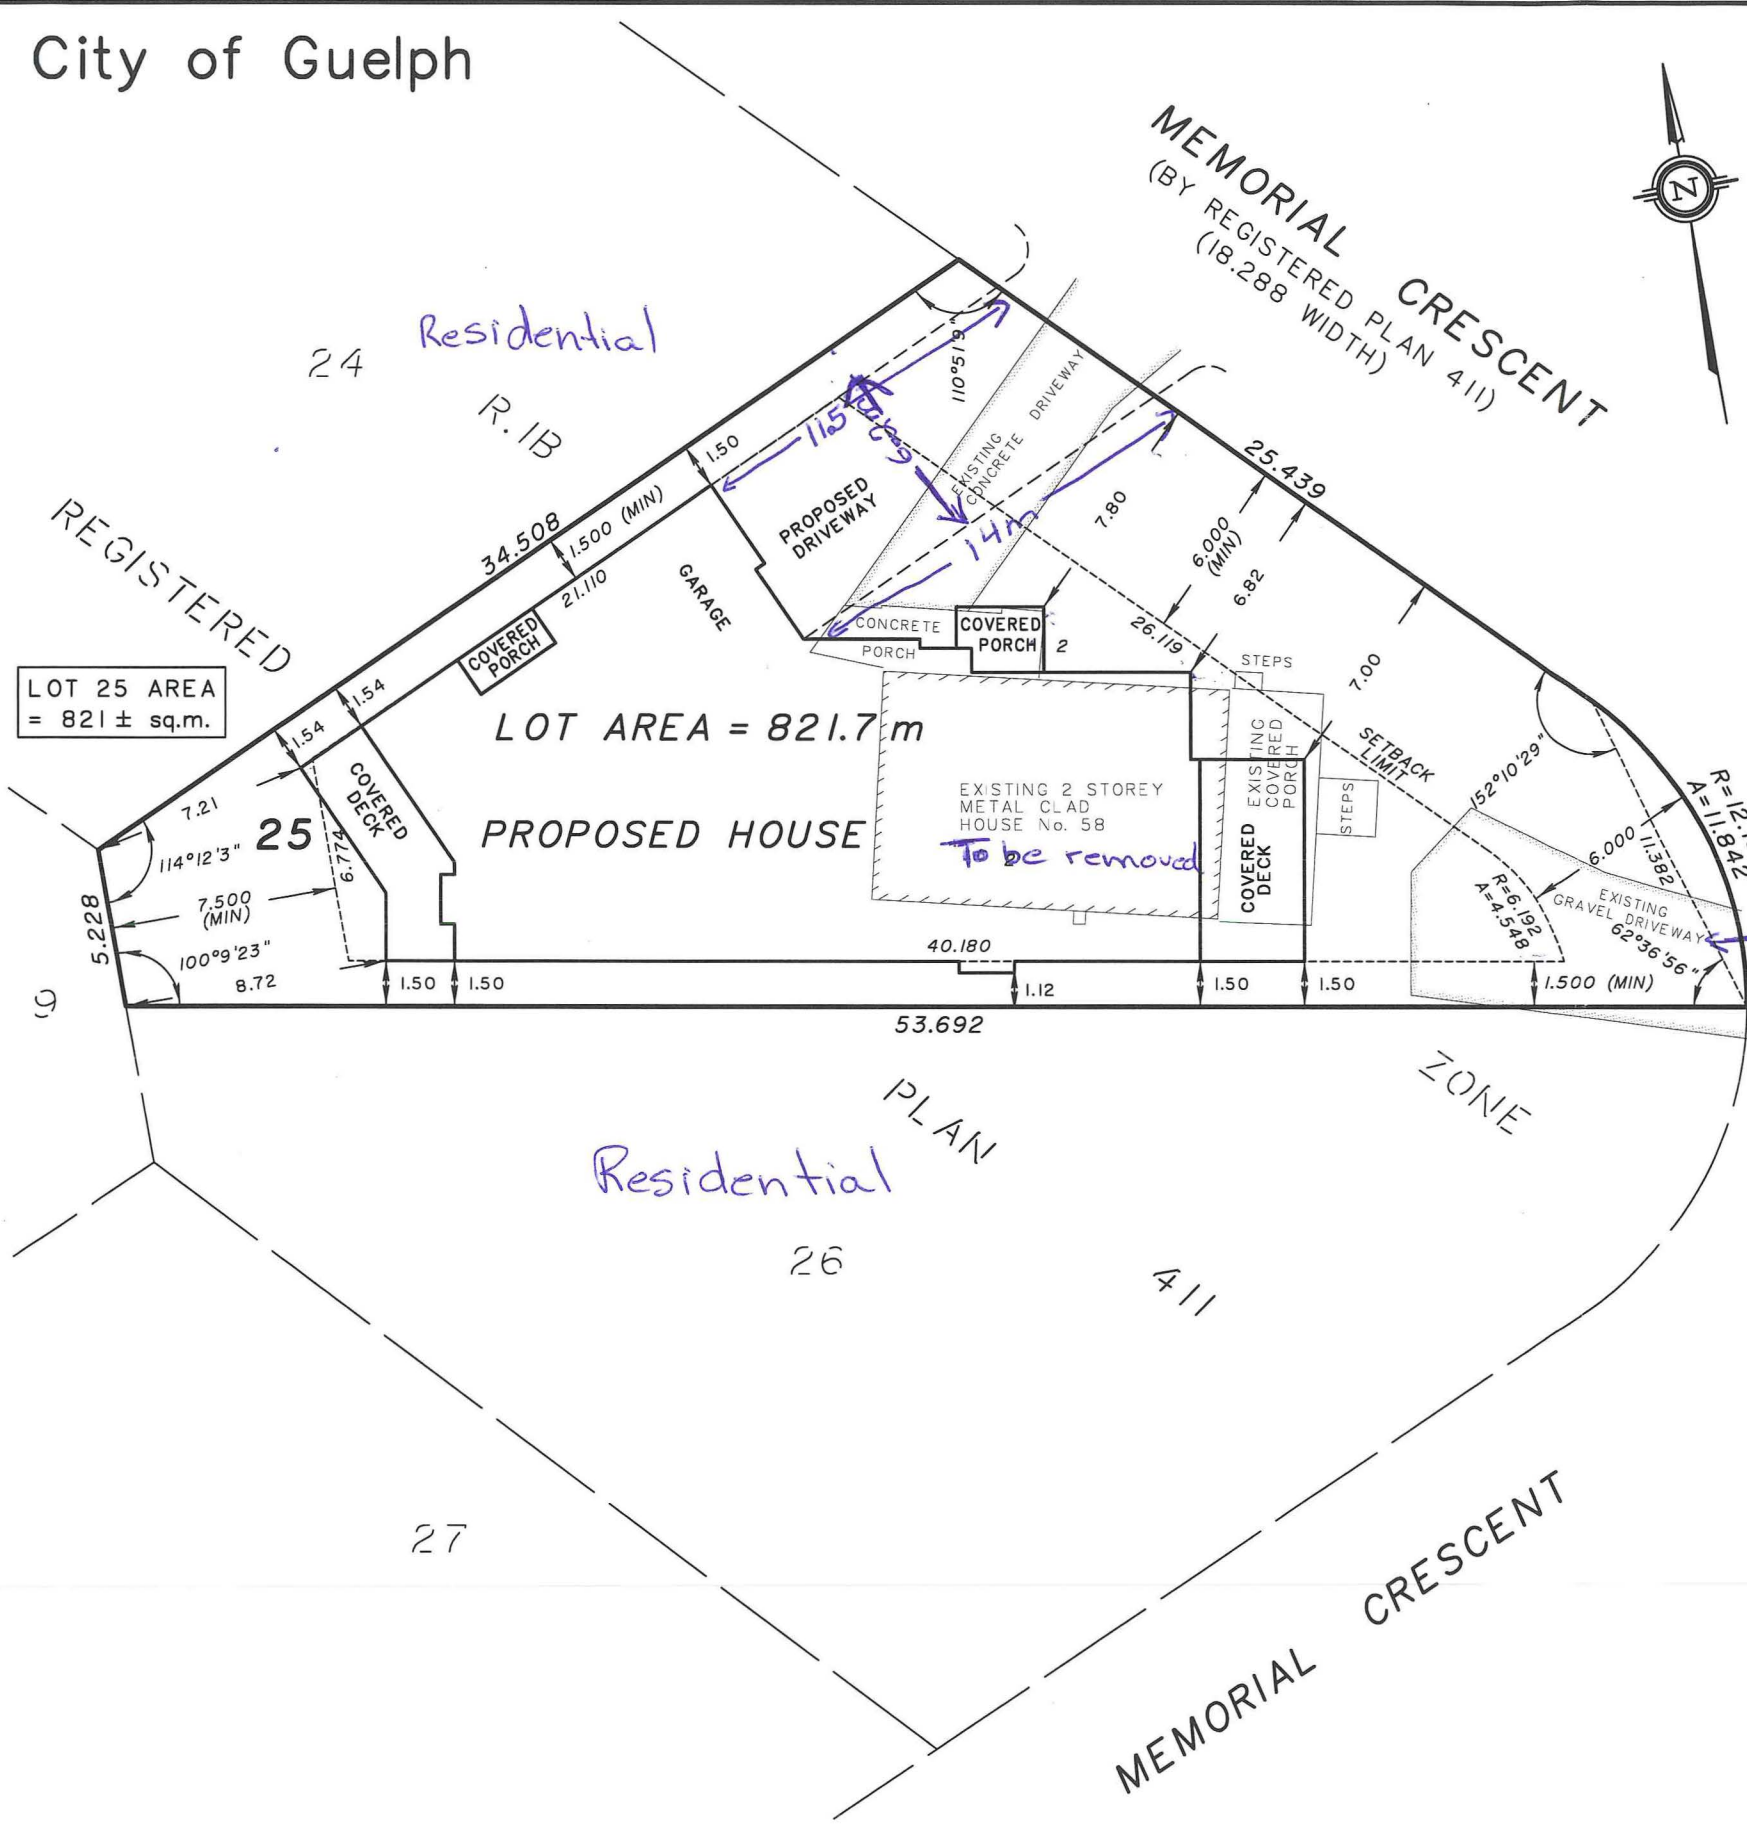 City of Guelph
MEMORIAL CRESCENT
(BY REGISTERED PLAN 411)
(18.288 WIDTH)
N
Residential
24
R.1B
REGISTERED
110°51'9"
EXISTING
CONCRETE DRIVEWAY
11.5
6.2m
14m
1.50
1.500 (MIN)
34.508
21.110
PROPOSED
DRIVEWAY
GARAGE
25.439
7.80
6.000
(MIN)
6.82
7.00
26.119
STEPS
SETBACK
LIMIT
152°10'29"
A=11.842
11.382
6.000
CONCRETE
PORCH
COVERED
PORCH
2
COVERED
PORCH
LOT 25 AREA
= 821 ± sq.m.
1.54
1.54
LOT AREA = 821.7 m
EXISTING
COVERED
PORCH
STEPS
COVERED
DECK
7.21
25
114°12'3"
6.774
COVERED
DECK
PROPOSED HOUSE
EXISTING 2 STOREY
METAL CLAD
HOUSE No. 58
To be removed
R=6.192
A=4.548
EXISTING
GRAVEL DRIVEWAY
62°36'56"
7.500
(MIN)
5.228
100°9'23"
8.72
40.180
1.50
1.50
1.12
1.50
1.50
1.500 (MIN)
9
53.692
PLAN
ZONE
Residential
26
411
27
MEMORIAL CRESCENT